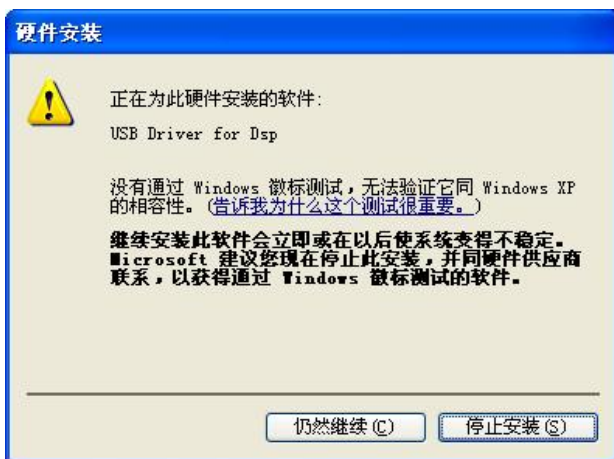 硬件安装
正在为此硬件安装的软件:
USB Driver for Dsp
没有通过 Windows 徽标测试，无法验证它同 Windows XP
的相容性。(告诉我为什么这个测试很重要。)
继续安装此软件会立即或在以后使系统变得不稳定。
Microsoft 建议您现在停止此安装，并同硬件供应商
联系，以获得通过 Windows 徽标测试的软件。
仍然继续(C)
停止安装(S)